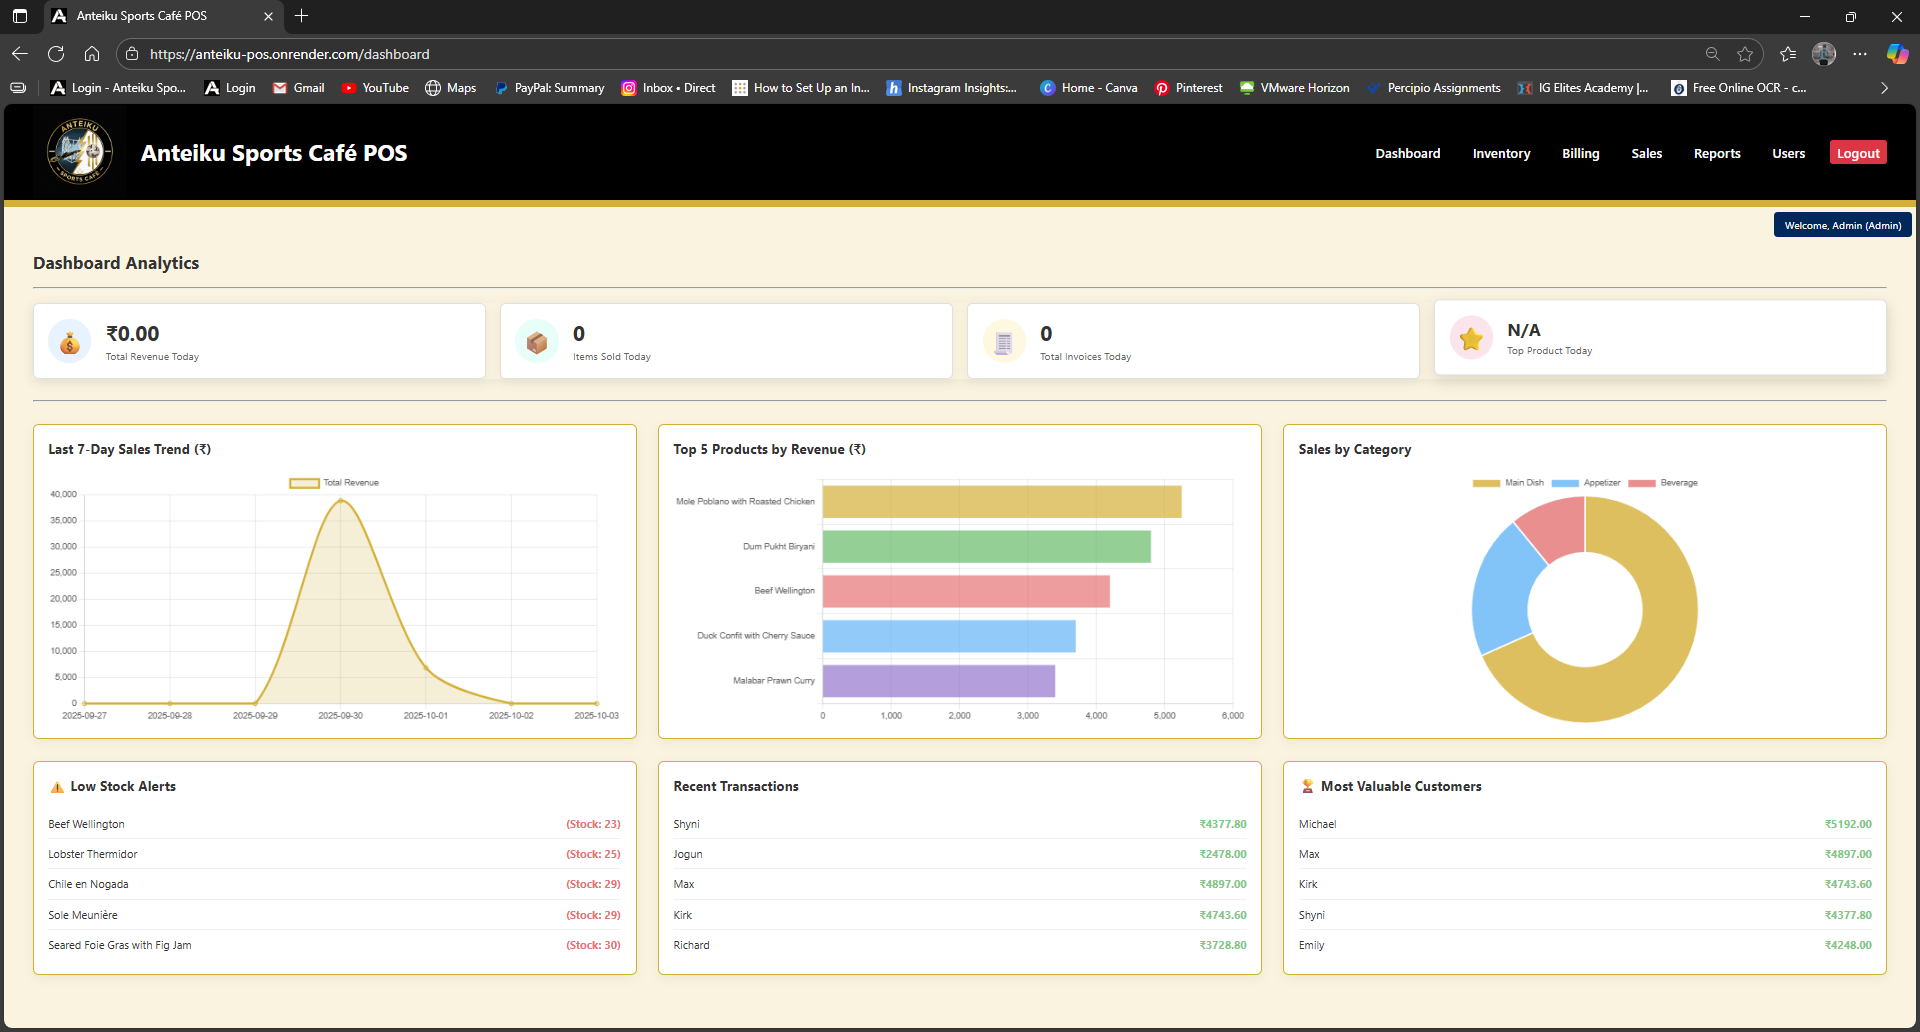 Anteiku Sports Café POS
https://anteiku-pos.onrender.com/dashboard
Login - Anteiku Spo... Login Gmail YouTube Maps PayPal: Summary Inbox • Direct How to Set Up an In... Instagram Insights:... Home - Canva Pinterest VMware Horizon Percipio Assignments IG Elites Academy |... Free Online OCR - c...
ANTEIKU
SPORTS CAFE
Anteiku Sports Café POS
Dashboard Inventory Billing Sales Reports Users Logout
Welcome, Admin (Admin)
Dashboard Analytics
₹0.00
Total Revenue Today
0
Items Sold Today
0
Total Invoices Today
N/A
Top Product Today
Last 7-Day Sales Trend (₹)
Total Revenue
40,000
35,000
30,000
25,000
20,000
15,000
10,000
5,000
0
2025-09-27 2025-09-28 2025-09-29 2025-09-30 2025-10-01 2025-10-02 2025-10-03
Top 5 Products by Revenue (₹)
Mole Poblano with Roasted Chicken
Dum Pukht Biryani
Beef Wellington
Duck Confit with Cherry Sauce
Malabar Prawn Curry
0 1,000 2,000 3,000 4,000 5,000 6,000
Sales by Category
Main Dish Appetizer Beverage
Low Stock Alerts
Beef Wellington (Stock: 23)
Lobster Thermidor (Stock: 25)
Chile en Nogada (Stock: 29)
Sole Meunière (Stock: 29)
Seared Foie Gras with Fig Jam (Stock: 30)
Recent Transactions
Shyni ₹4377.80
Jogun ₹2478.00
Max ₹4897.00
Kirk ₹4743.60
Richard ₹3728.80
Most Valuable Customers
Michael ₹5192.00
Max ₹4897.00
Kirk ₹4743.60
Shyni ₹4377.80
Emily ₹4248.00